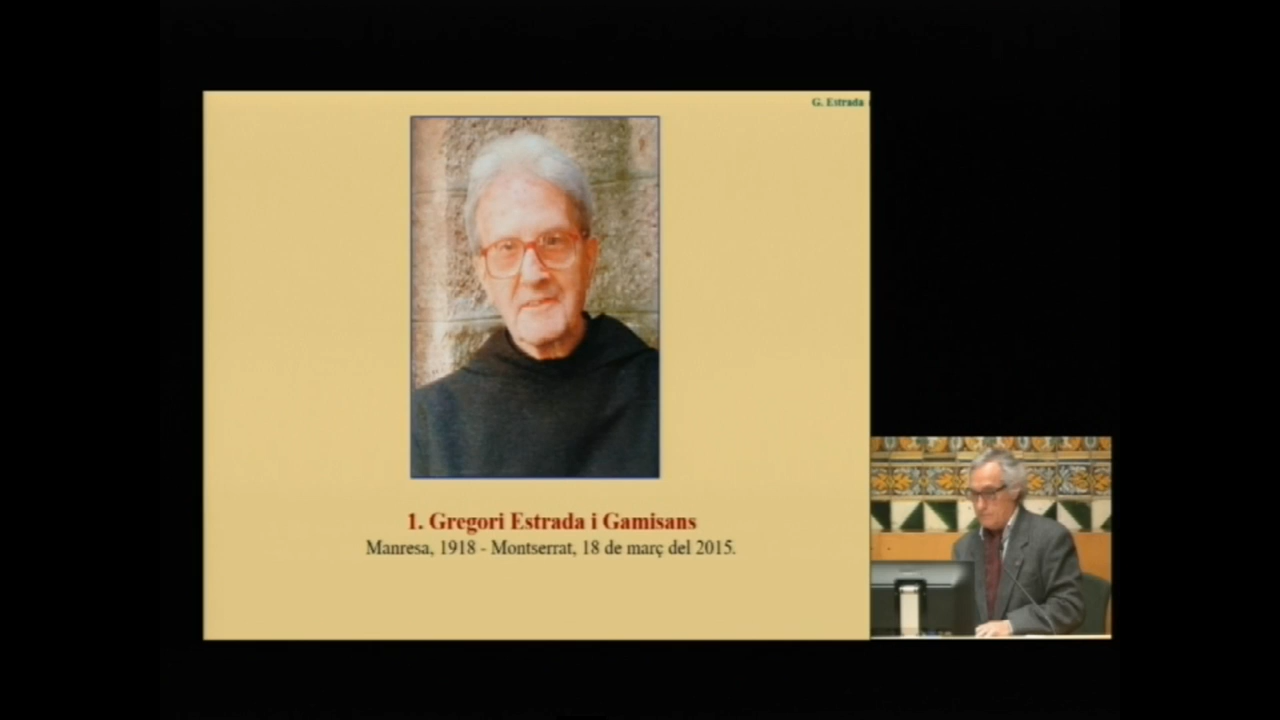 G. Estrada
1. Gregori Estrada i Gamisans
Manresa, 1918 - Montserrat, 18 de març del 2015.